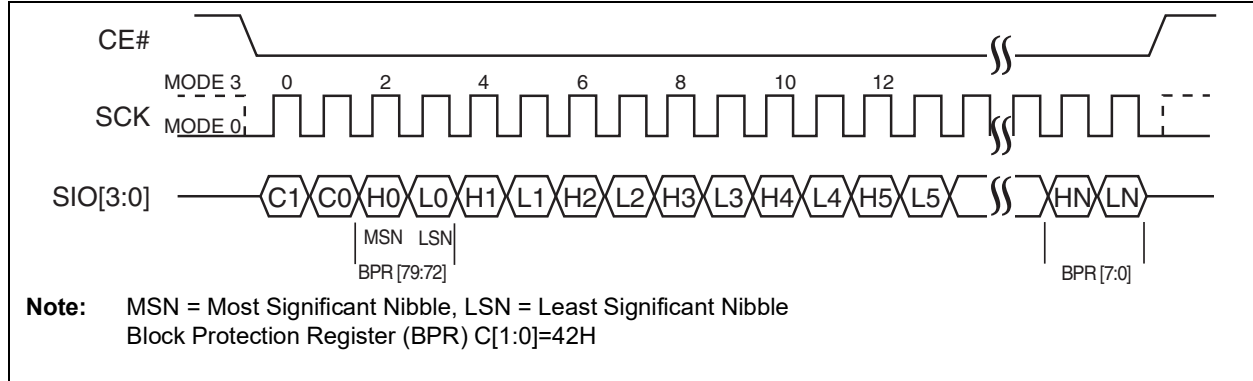 CE#
MODE 3 0 2 4 6 8 10 12
SCK MODE 0
SIO[3:0] C1 C0 H0 L0 H1 L1 H2 L2 H3 L3 H4 L4 H5 L5 HN LN
MSN LSN
BPR [79:72] BPR [7:0]
Note: MSN = Most Significant Nibble, LSN = Least Significant Nibble
Block Protection Register (BPR) C[1:0]=42H